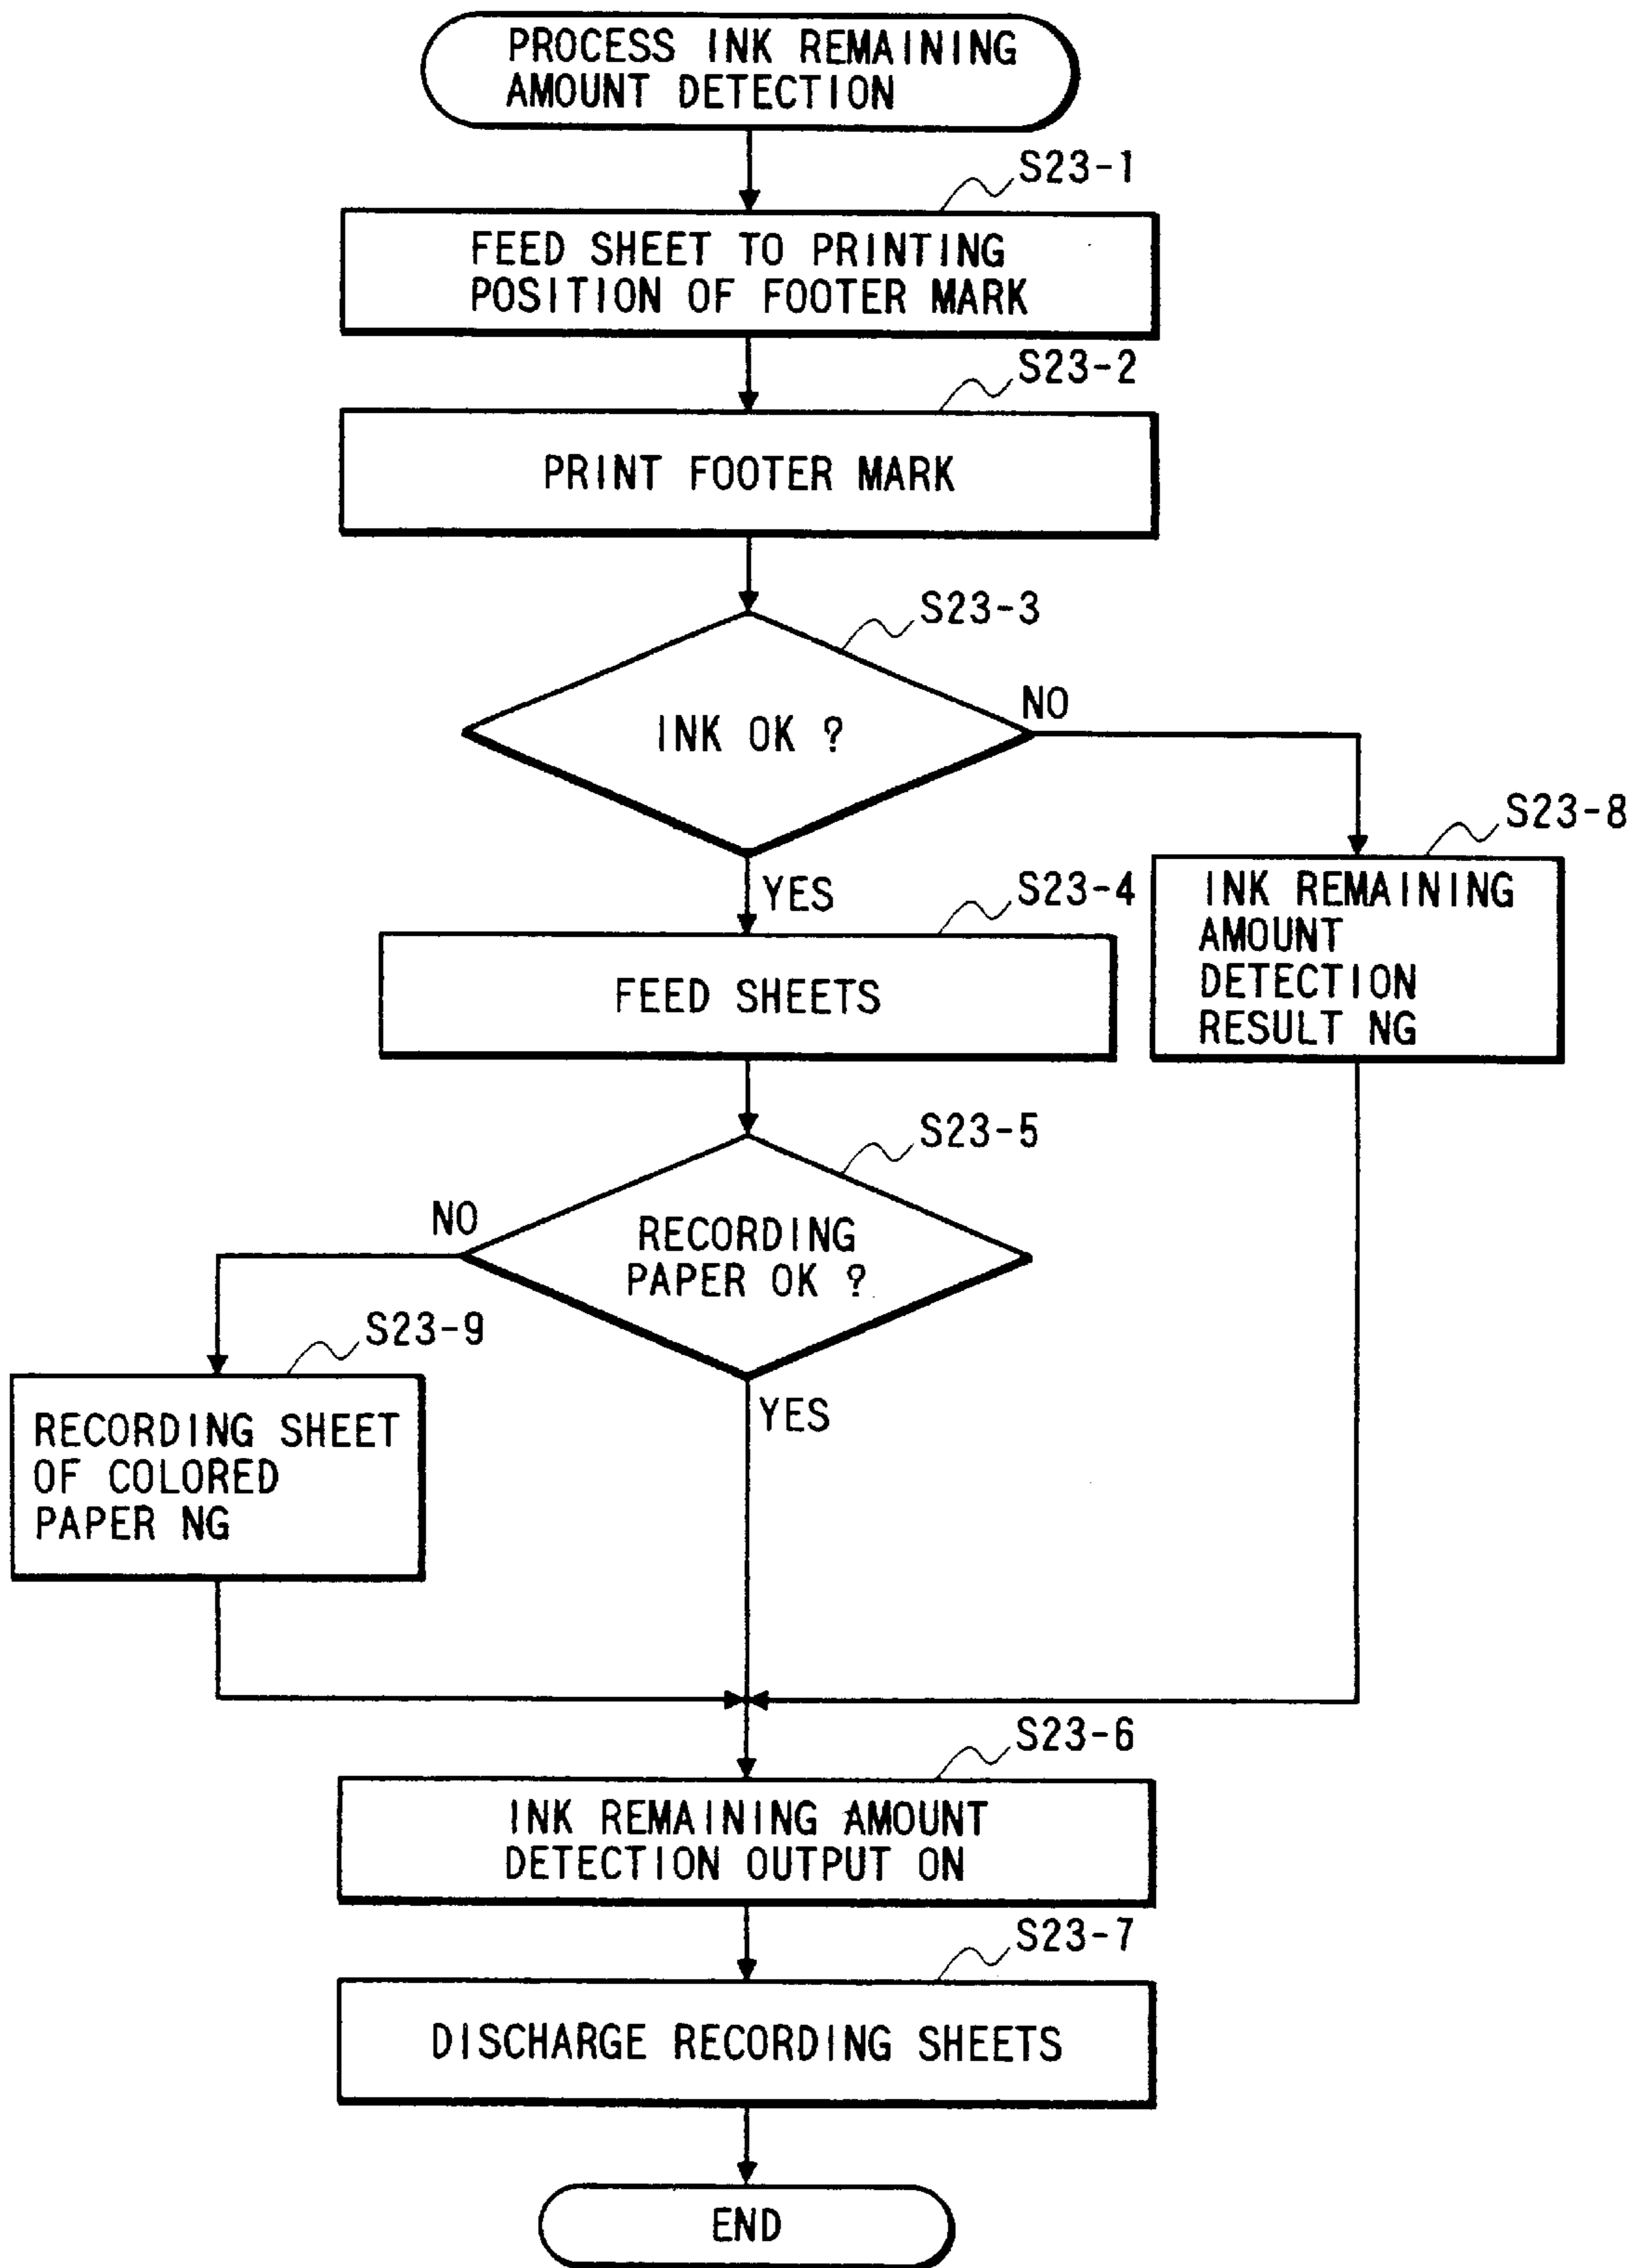 PROCESS INK REMAINING
AMOUNT DETECTION
S23-1
FEED SHEET TO PRINTING
POSITION OF FOOTER MARK
S23-2
PRINT FOOTER MARK
S23-3
INK OK ?
NO
YES
S23-8
INK REMAINING
AMOUNT
DETECTION
RESULT NG
S23-4
FEED SHEETS
S23-5
RECORDING
PAPER OK ?
NO
YES
S23-9
RECORDING SHEET
OF COLORED
PAPER NG
S23-6
INK REMAINING AMOUNT
DETECTION OUTPUT ON
S23-7
DISCHARGE RECORDING SHEETS
END